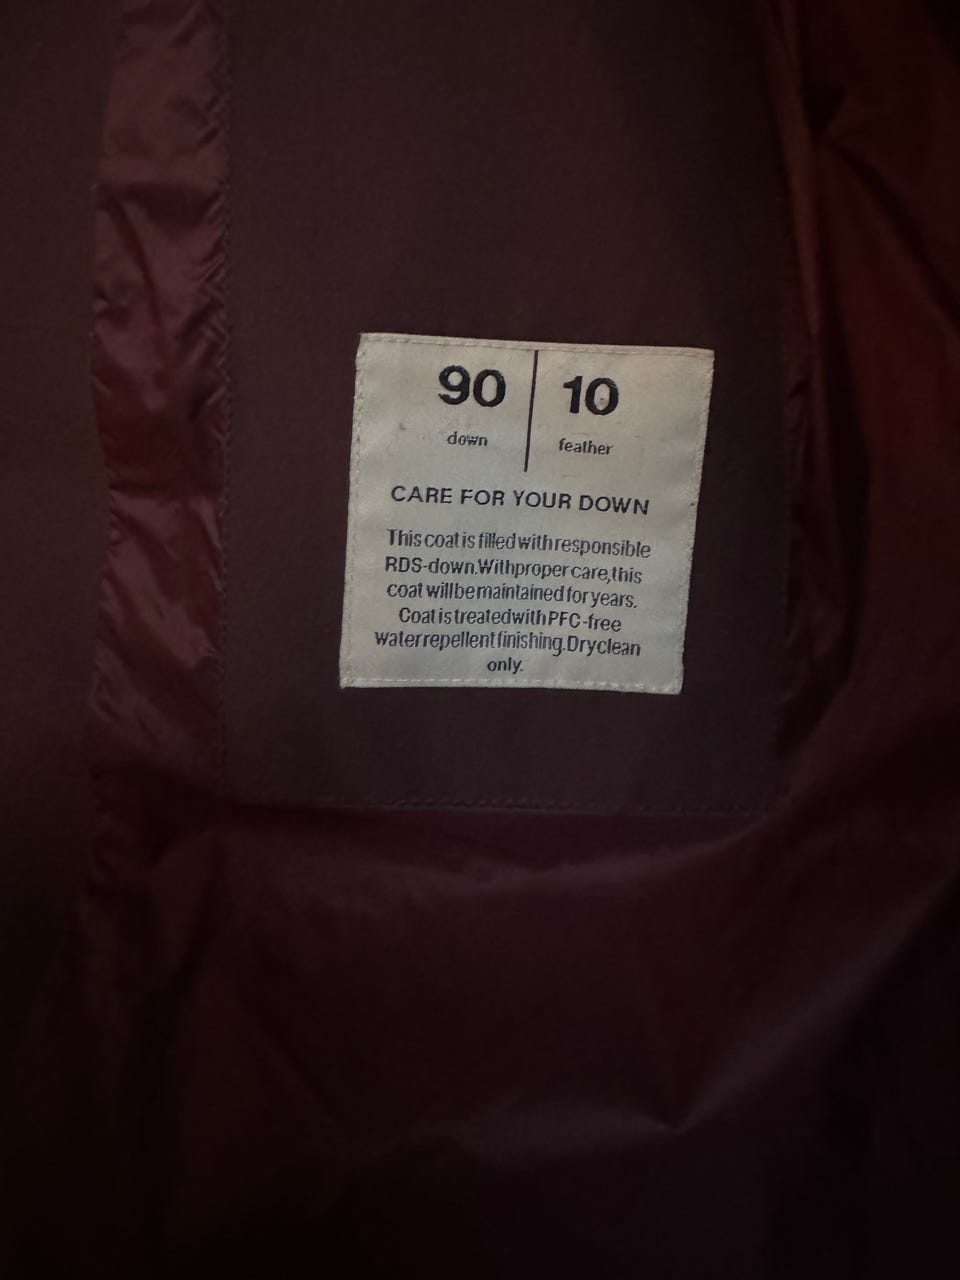 90 10
down feather
CARE FOR YOUR DOWN
This coat is filled with responsible
RDS-down. With proper care, this
coat will be maintained for years.
Coat is treated with PFC-free
water repellent finishing. Dry clean
only.